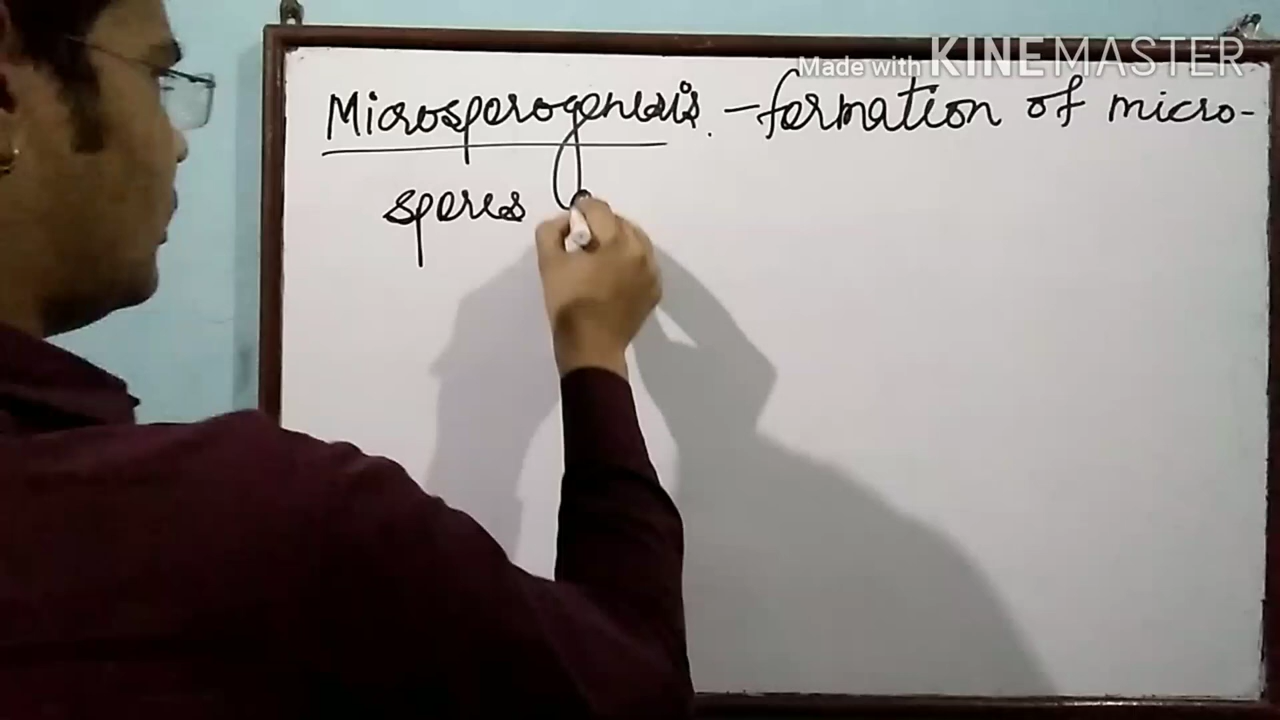 Made with KINEMASTER
Microsporogenesis. - formation of micro-
spores